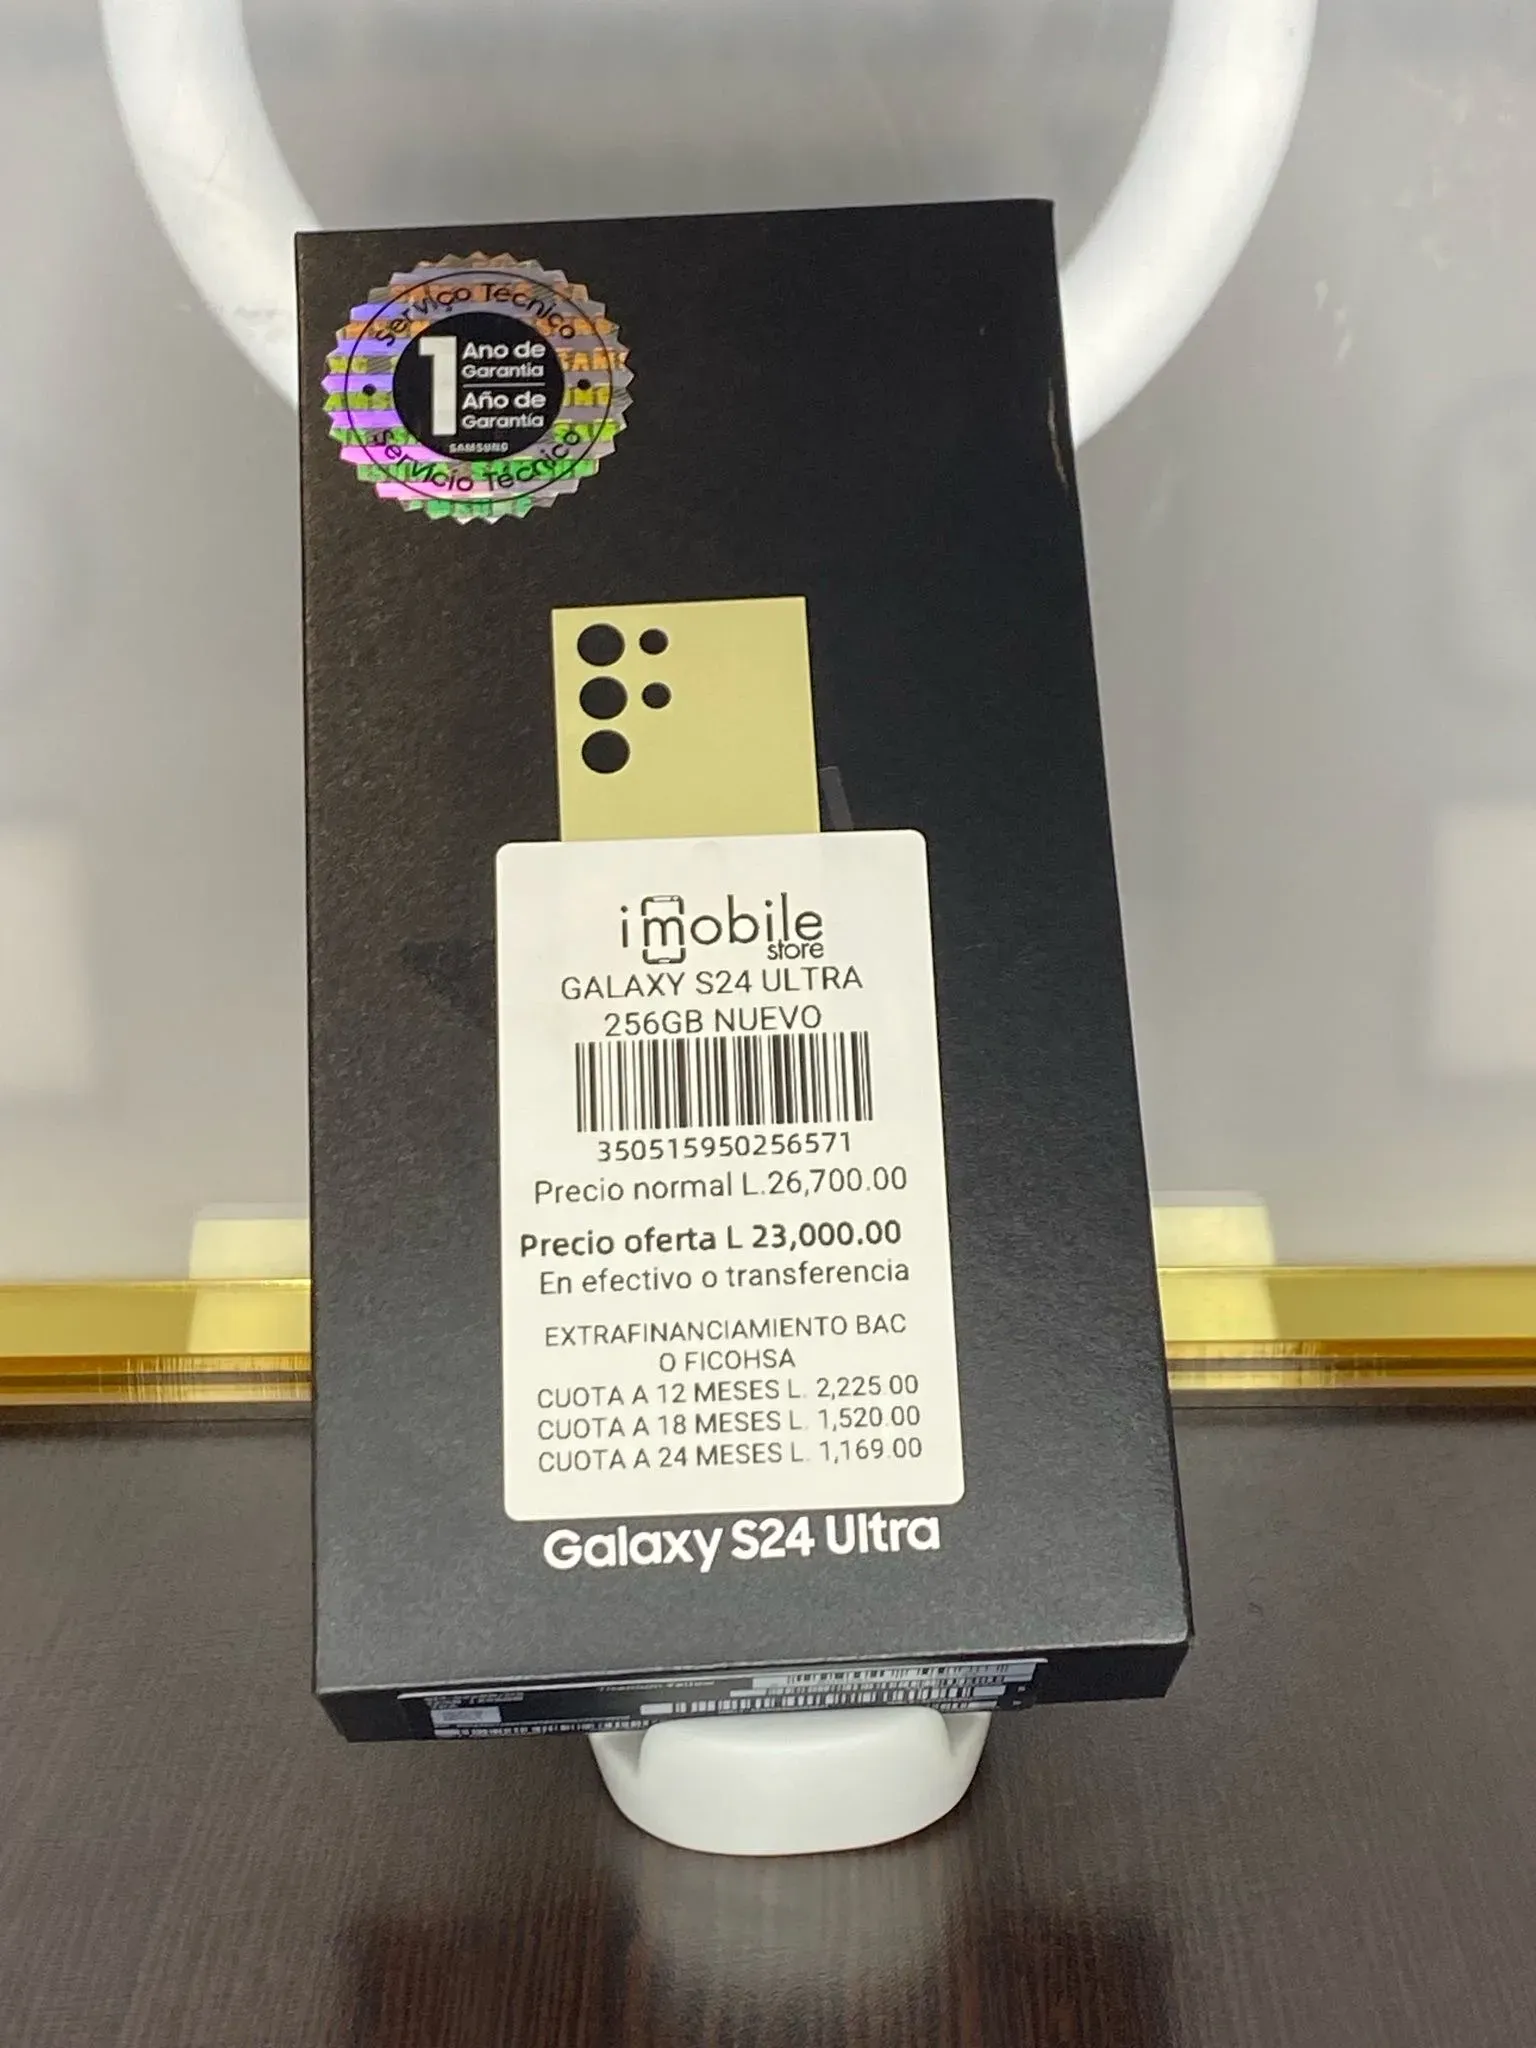 Serviço Técnico
1
Ano de
Garantia
Año de
Garantía
SAMSUNG
Servicio Técnico
imobile
store
GALAXY S24 ULTRA
256GB NUEVO
350515950256571
Precio normal L.26,700.00
Precio oferta L 23,000.00
En efectivo o transferencia
EXTRAFINANCIAMIENTO BAC
O FICOHSA
CUOTA A 12 MESES L. 2,225.00
CUOTA A 18 MESES L. 1,520.00
CUOTA A 24 MESES L. 1,169.00
Galaxy S24 Ultra
Titanium Yellow